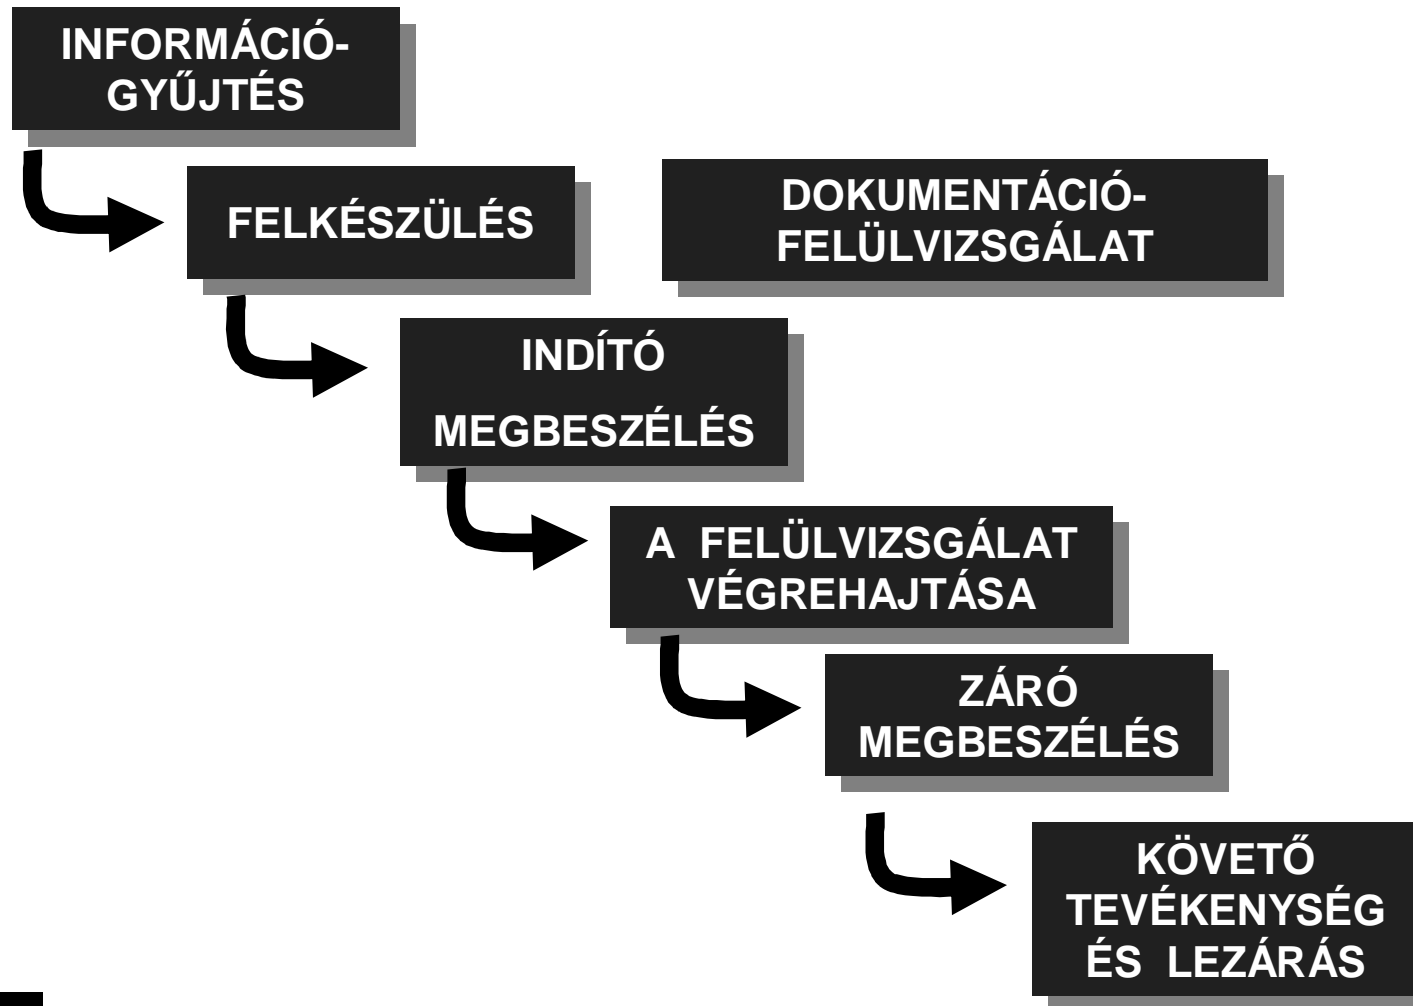 INFORMÁCIÓ-
GYŰJTÉS
FELKÉSZÜLÉS
DOKUMENTÁCIÓ-
FELÜLVIZSGÁLAT
INDÍTÓ
MEGBESZÉLÉS
A FELÜLVIZSGÁLAT
VÉGREHAJTÁSA
ZÁRÓ
MEGBESZÉLÉS
KÖVETŐ
TEVÉKENYSÉG
ÉS LEZÁRÁS